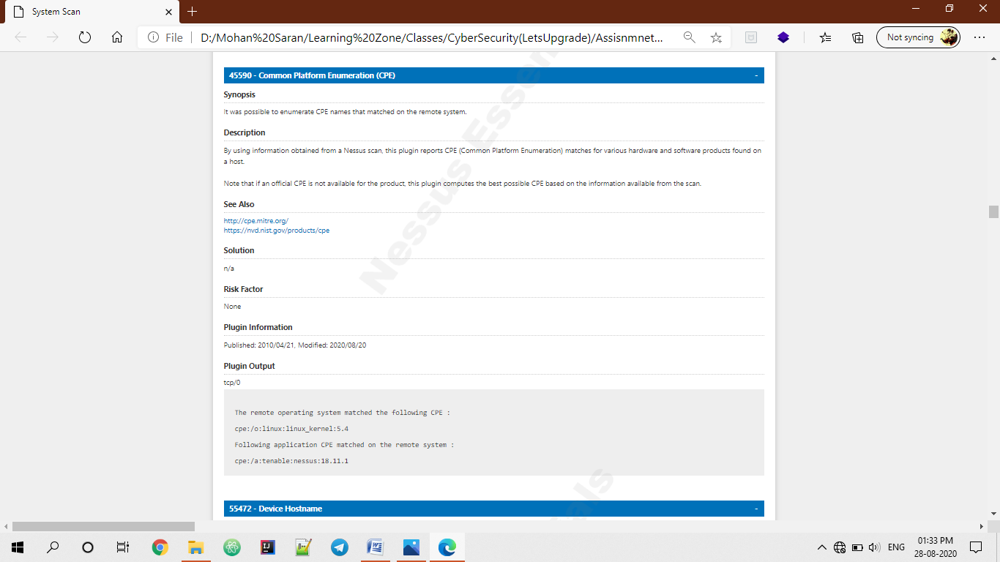 System Scan
File
D:/Mohan%20Saran/Learning%20Zone/Classes/CyberSecurity(LetsUpgrade)/Assisnmnet...
Not syncing
45590 - Common Platform Enumeration (CPE)
-
Synopsis
It was possible to enumerate CPE names that matched on the remote system.
Description
By using information obtained from a Nessus scan, this plugin reports CPE (Common Platform Enumeration) matches for various hardware and software products found on
a host.
Note that if an official CPE is not available for the product, this plugin computes the best possible CPE based on the information available from the scan.
See Also
http://cpe.mitre.org/
https://nvd.nist.gov/products/cpe
Solution
n/a
Risk Factor
None
Plugin Information
Published: 2010/04/21, Modified: 2020/08/20
Plugin Output
tcp/0
The remote operating system matched the following CPE :
cpe:/o:linux:linux_kernel:5.4
Following application CPE matched on the remote system :
cpe:/a:tenable:nessus:18.11.1
Nessus Essen
als
55472 - Device Hostname
-
ENG
01:33 PM
28-08-2020